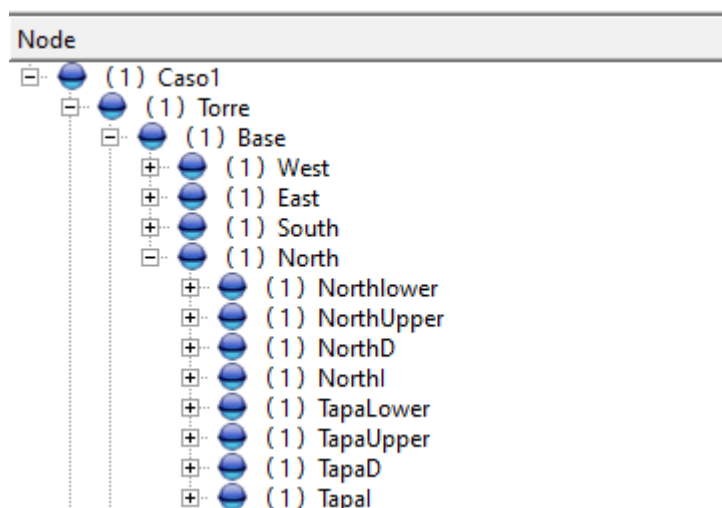 Node
(1) Caso1
(1) Torre
(1) Base
(1) West
(1) East
(1) South
(1) North
(1) Northlower
(1) NorthUpper
(1) NorthD
(1) NorthI
(1) TapaLower
(1) TapaUpper
(1) TapaD
(1) TapaI